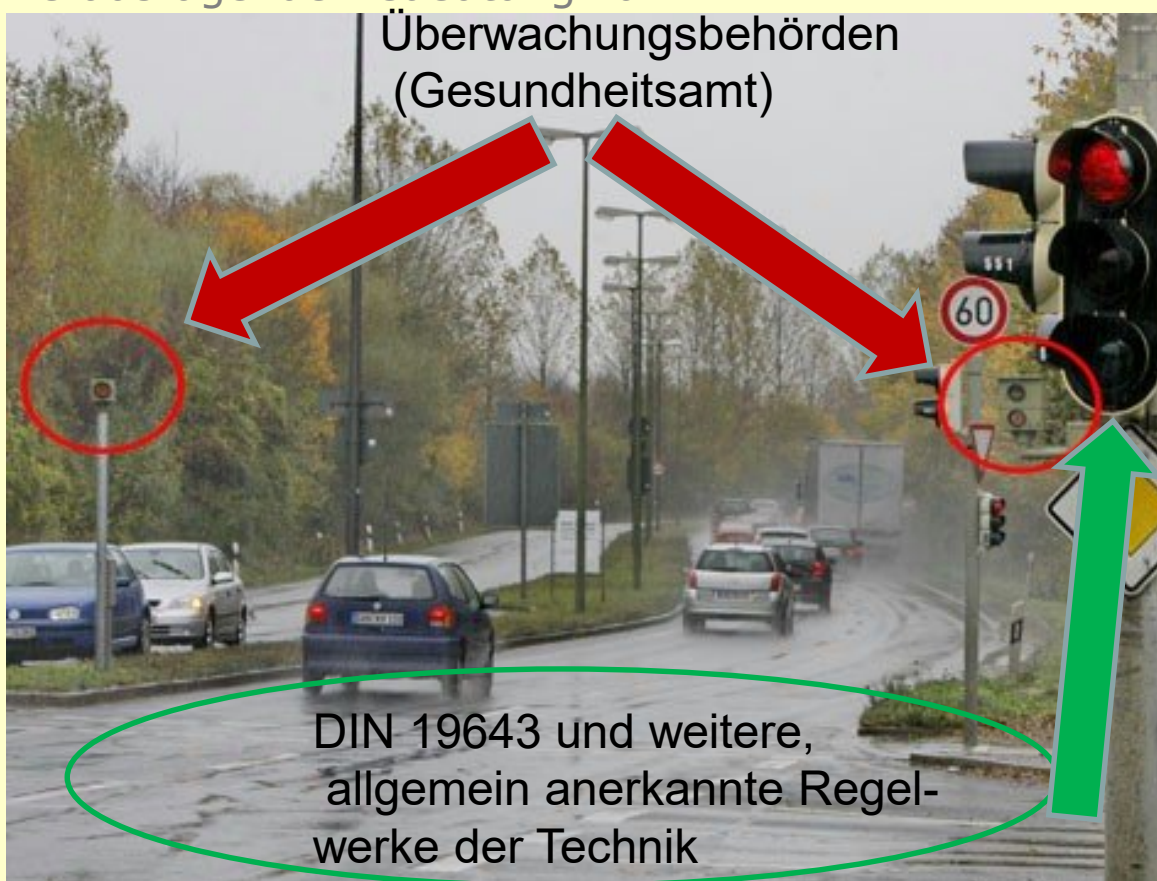 Überwachungsbehörden
(Gesundheitsamt)
551
60
DIN 19643 und weitere,
allgemein anerkannte Regel-
werke der Technik